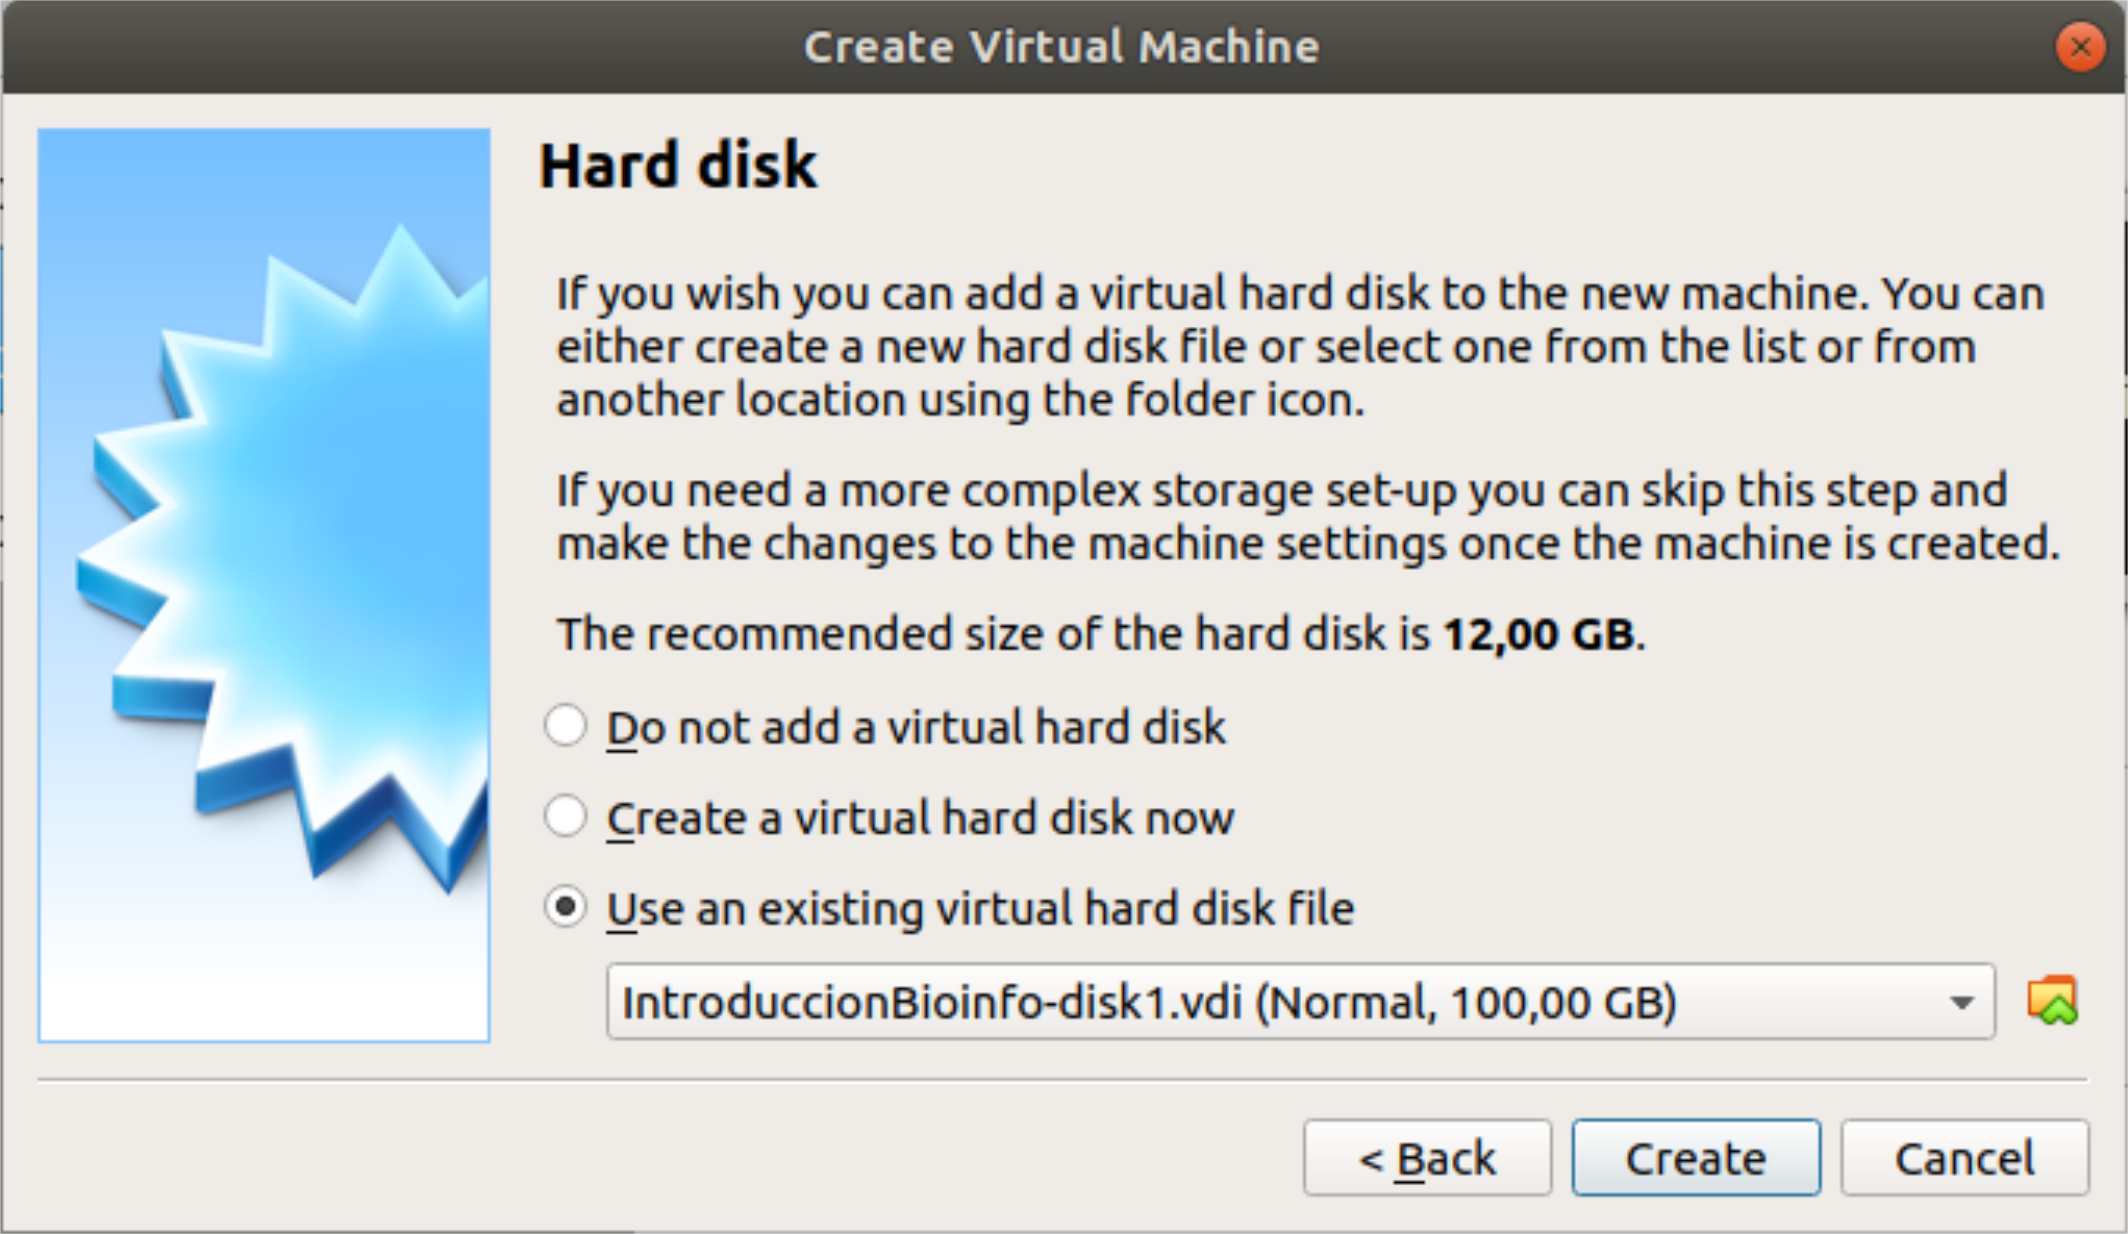 Create Virtual Machine
Hard disk
If you wish you can add a virtual hard disk to the new machine. You can
either create a new hard disk file or select one from the list or from
another location using the folder icon.
If you need a more complex storage set-up you can skip this step and
make the changes to the machine settings once the machine is created.
The recommended size of the hard disk is 12,00 GB.
Do not add a virtual hard disk
Create a virtual hard disk now
Use an existing virtual hard disk file
IntroduccionBioinfo-disk1.vdi (Normal, 100,00 GB)
< Back
Create
Cancel